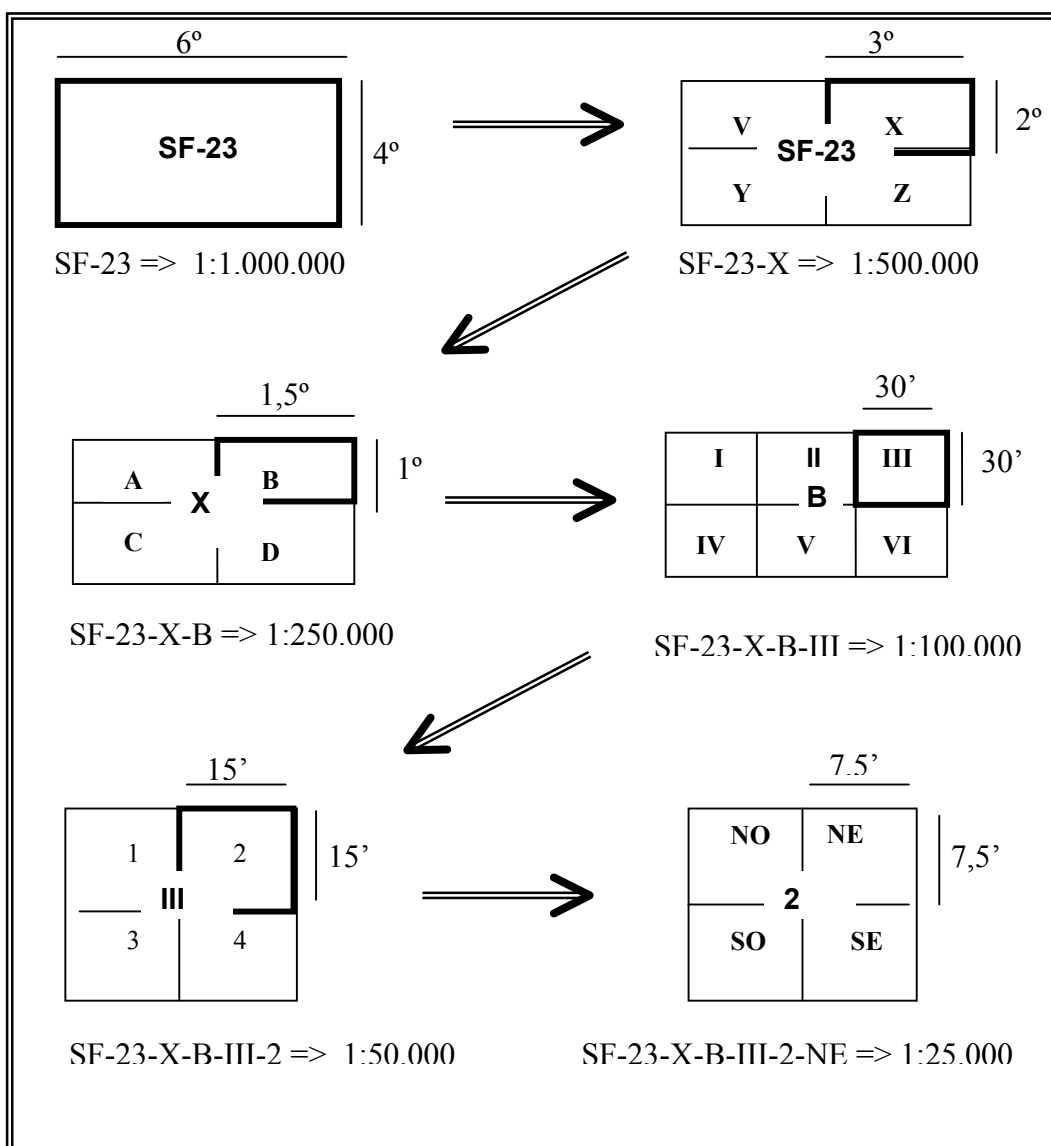 6º 3º
SF-23 4º
V X 2º
SF-23
Y Z
SF-23 => 1:1.000.000 SF-23-X => 1:500.000
1,5º 30’
A B 1º
X
C D
I II III 30’
B
IV V VI
SF-23-X-B => 1:250.000 SF-23-X-B-III => 1:100.000
15’ 7,5’
1 2 15’
III
3 4
NO NE 7,5’
2
SO SE
SF-23-X-B-III-2 => 1:50.000 SF-23-X-B-III-2-NE => 1:25.000